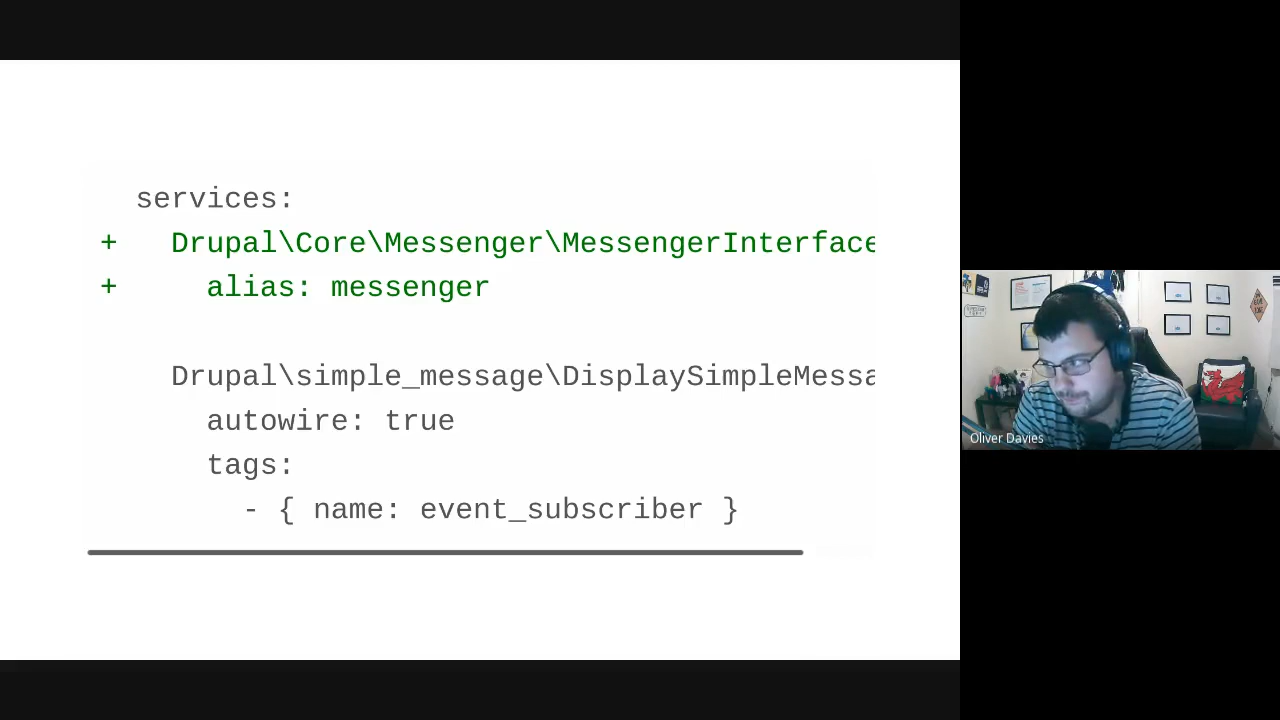 services:
+ Drupal\Core\Messenger\MessengerInterface
+ alias: messenger
Drupal\simple_message\DisplaySimpleMessa
autowire: true
tags:
- { name: event_subscriber }
Oliver Davies